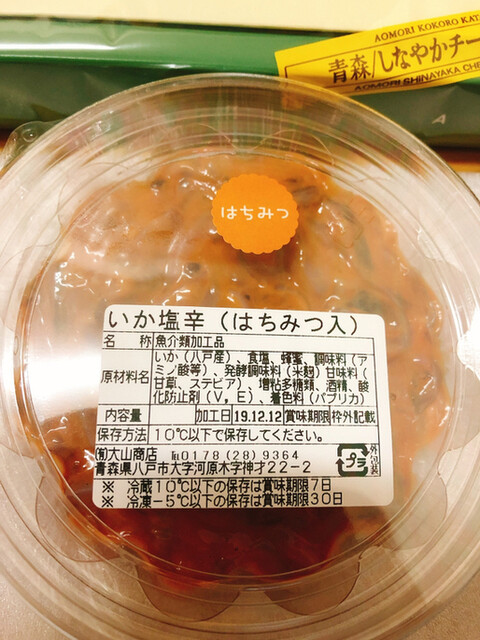 AOMORI KOKORO KAT
青森/しなやかチー
AOMORI SHINAYAKA CHE
はちみつ
いか塩辛(はちみつ入)
名 称 魚介類加工品
原材料名 いか(八戸産)、食塩、蜂蜜、調味料(ア
ミノ酸等)、発酵調味料(米麹)甘味料(
甘草、ステビア)、増粘多糖類、酒精、酸
化防止剤(V,E)、着色料(パプリカ)
内容量 加工日 19.12.12 賞味期限 枠外記載
保存方法 10℃以下で保存してください。
㈲大山商店 ℡0178(28)9364
青森県八戸市大字河原木字神才22-2
プラ 外包装
※ 冷蔵10℃以下の保存は賞味期限7日
※ 冷凍-5℃以下の保存は賞味期限30日